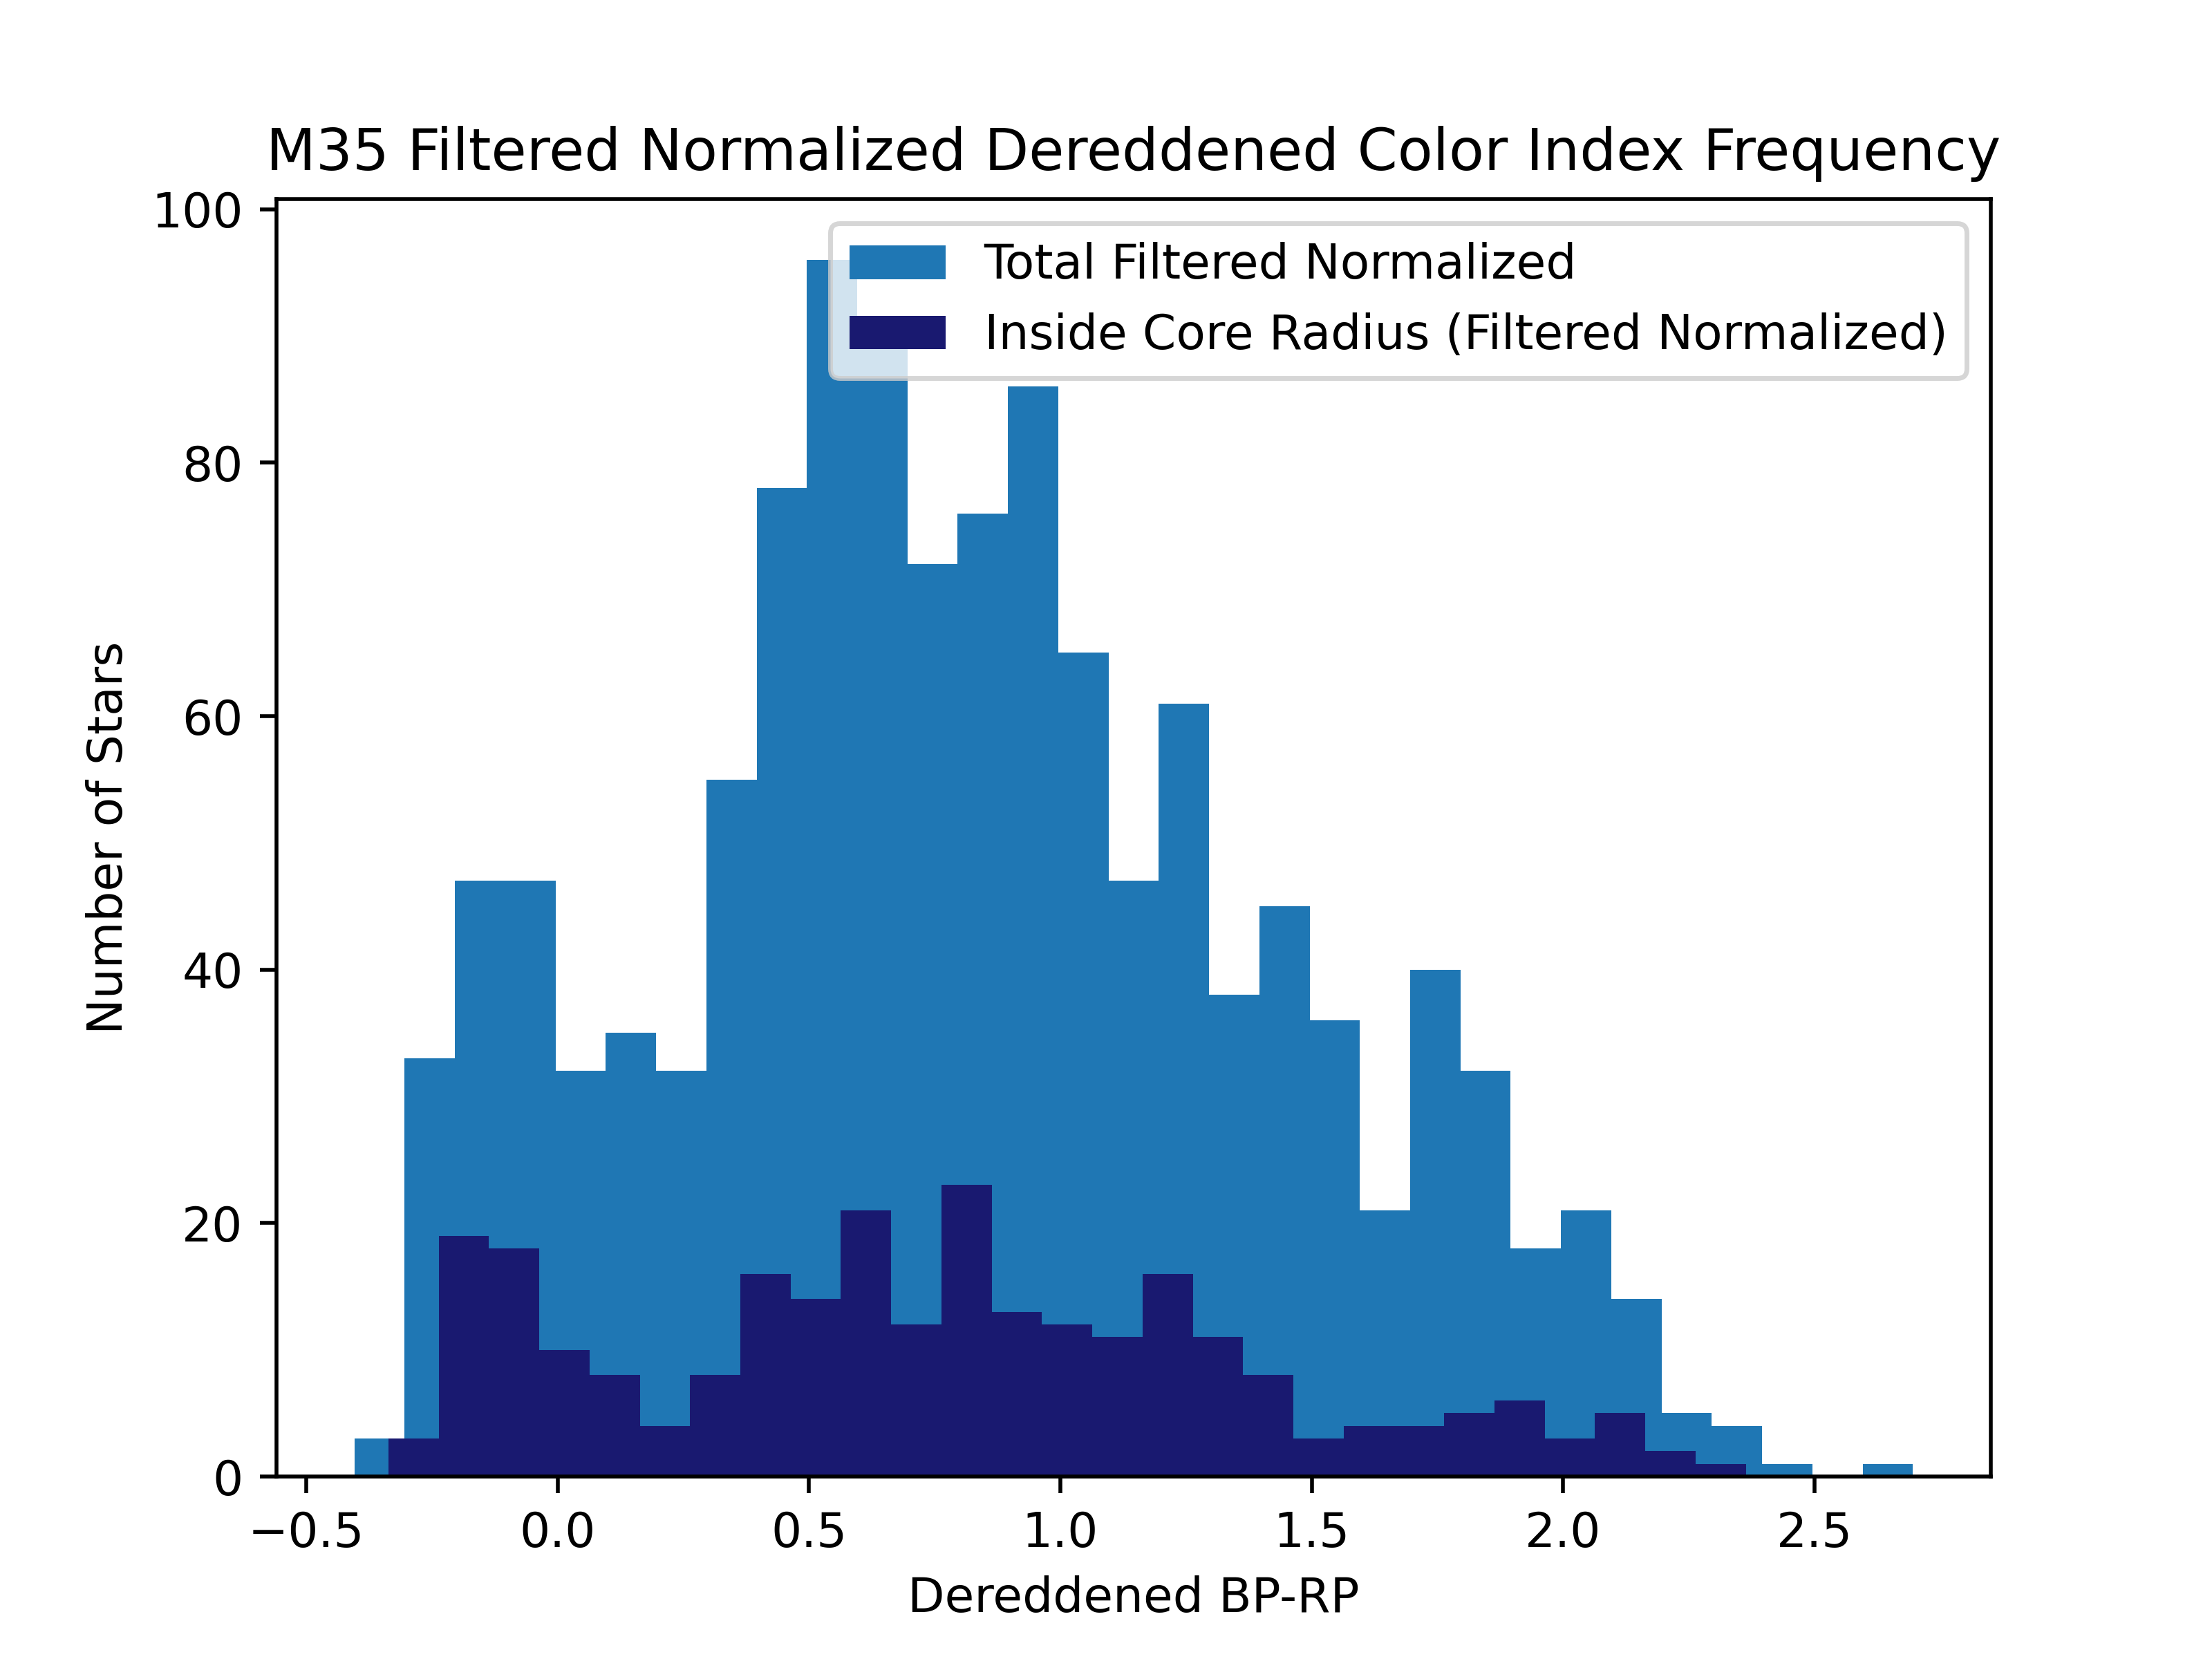 M35 Filtered Normalized Dereddened Color Index Frequency
100
80
60
40
20
0
Number of Stars
Total Filtered Normalized
Inside Core Radius (Filtered Normalized)
−0.5 0.0 0.5 1.0 1.5 2.0 2.5
Dereddened BP-RP